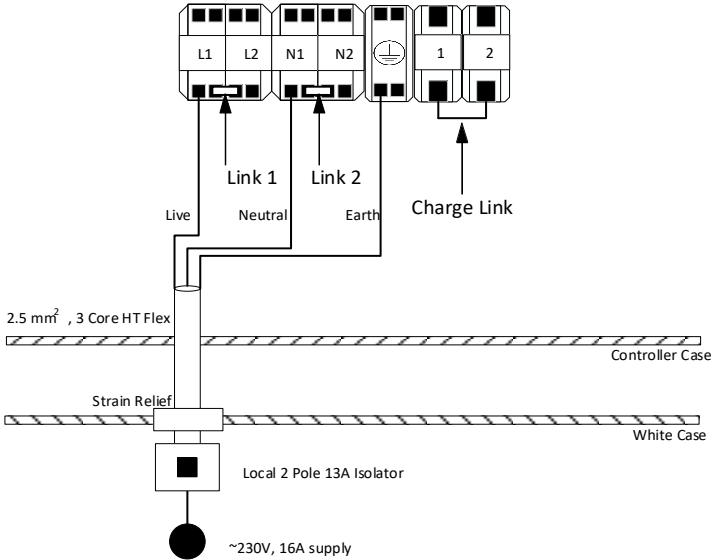 L1 L2 N1 N2 1 2
Link 1 Link 2
Charge Link
Live Neutral Earth
2.5 mm², 3 Core HT Flex
Controller Case
Strain Relief
White Case
Local 2 Pole 13A Isolator
~230V, 16A supply